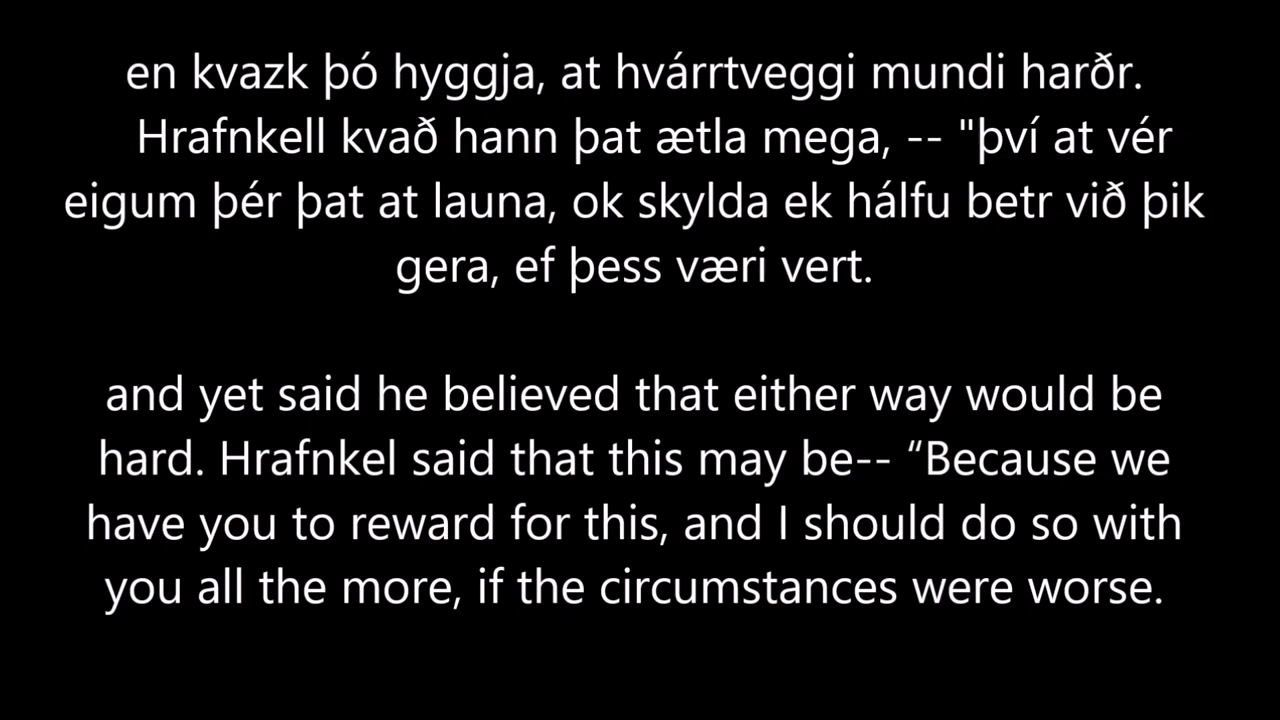 en kvazk þó hyggja, at hvárrtveggi mundi harðr.
Hrafnkell kvað hann þat ætla mega, -- "því at vér
eigum þér þat at launa, ok skylda ek hálfu betr við þik
gera, ef þess væri vert.
and yet said he believed that either way would be
hard. Hrafnkel said that this may be-- “Because we
have you to reward for this, and I should do so with
you all the more, if the circumstances were worse.